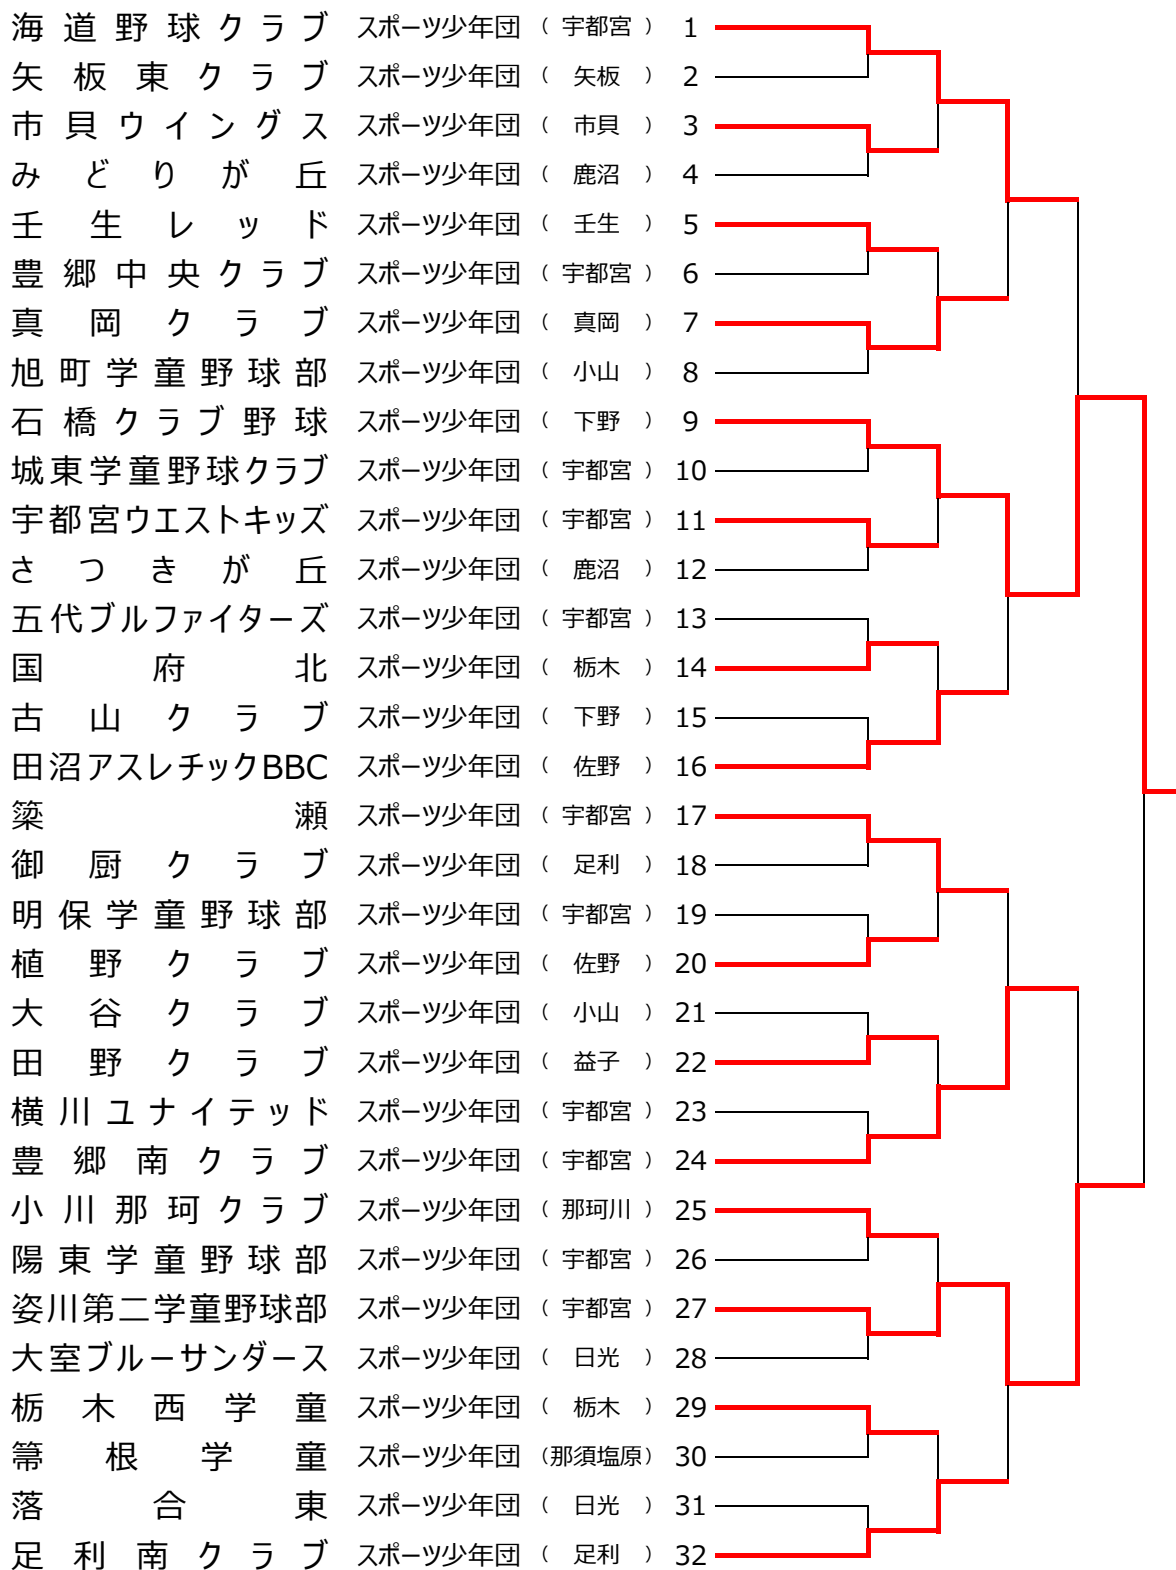 海道野球クラブ スポーツ少年団 （ 宇都宮 ） 1
矢板東クラブ スポーツ少年団 （ 矢板 ） 2
市貝ウイングス スポーツ少年団 （ 市貝 ） 3
みどりが丘 スポーツ少年団 （ 鹿沼 ） 4
壬生レッド スポーツ少年団 （ 壬生 ） 5
豊郷中央クラブ スポーツ少年団 （ 宇都宮 ） 6
真岡クラブ スポーツ少年団 （ 真岡 ） 7
旭町学童野球部 スポーツ少年団 （ 小山 ） 8
石橋クラブ野球 スポーツ少年団 （ 下野 ） 9
城東学童野球クラブ スポーツ少年団 （ 宇都宮 ） 10
宇都宮ウエストキッズ スポーツ少年団 （ 宇都宮 ） 11
さつきが丘 スポーツ少年団 （ 鹿沼 ） 12
五代ブルファイターズ スポーツ少年団 （ 宇都宮 ） 13
国府北 スポーツ少年団 （ 栃木 ） 14
古山クラブ スポーツ少年団 （ 下野 ） 15
田沼アスレチックBBC スポーツ少年団 （ 佐野 ） 16
簗瀬 スポーツ少年団 （ 宇都宮 ） 17
御厨クラブ スポーツ少年団 （ 足利 ） 18
明保学童野球部 スポーツ少年団 （ 宇都宮 ） 19
植野クラブ スポーツ少年団 （ 佐野 ） 20
大谷クラブ スポーツ少年団 （ 小山 ） 21
田野クラブ スポーツ少年団 （ 益子 ） 22
横川ユナイテッド スポーツ少年団 （ 宇都宮 ） 23
豊郷南クラブ スポーツ少年団 （ 宇都宮 ） 24
小川那珂クラブ スポーツ少年団 （ 那珂川 ） 25
陽東学童野球部 スポーツ少年団 （ 宇都宮 ） 26
姿川第二学童野球部 スポーツ少年団 （ 宇都宮 ） 27
大室ブルーサンダース スポーツ少年団 （ 日光 ） 28
栃木西学童 スポーツ少年団 （ 栃木 ） 29
箒根学童 スポーツ少年団 （那須塩原） 30
落合東 スポーツ少年団 （ 日光 ） 31
足利南クラブ スポーツ少年団 （ 足利 ） 32